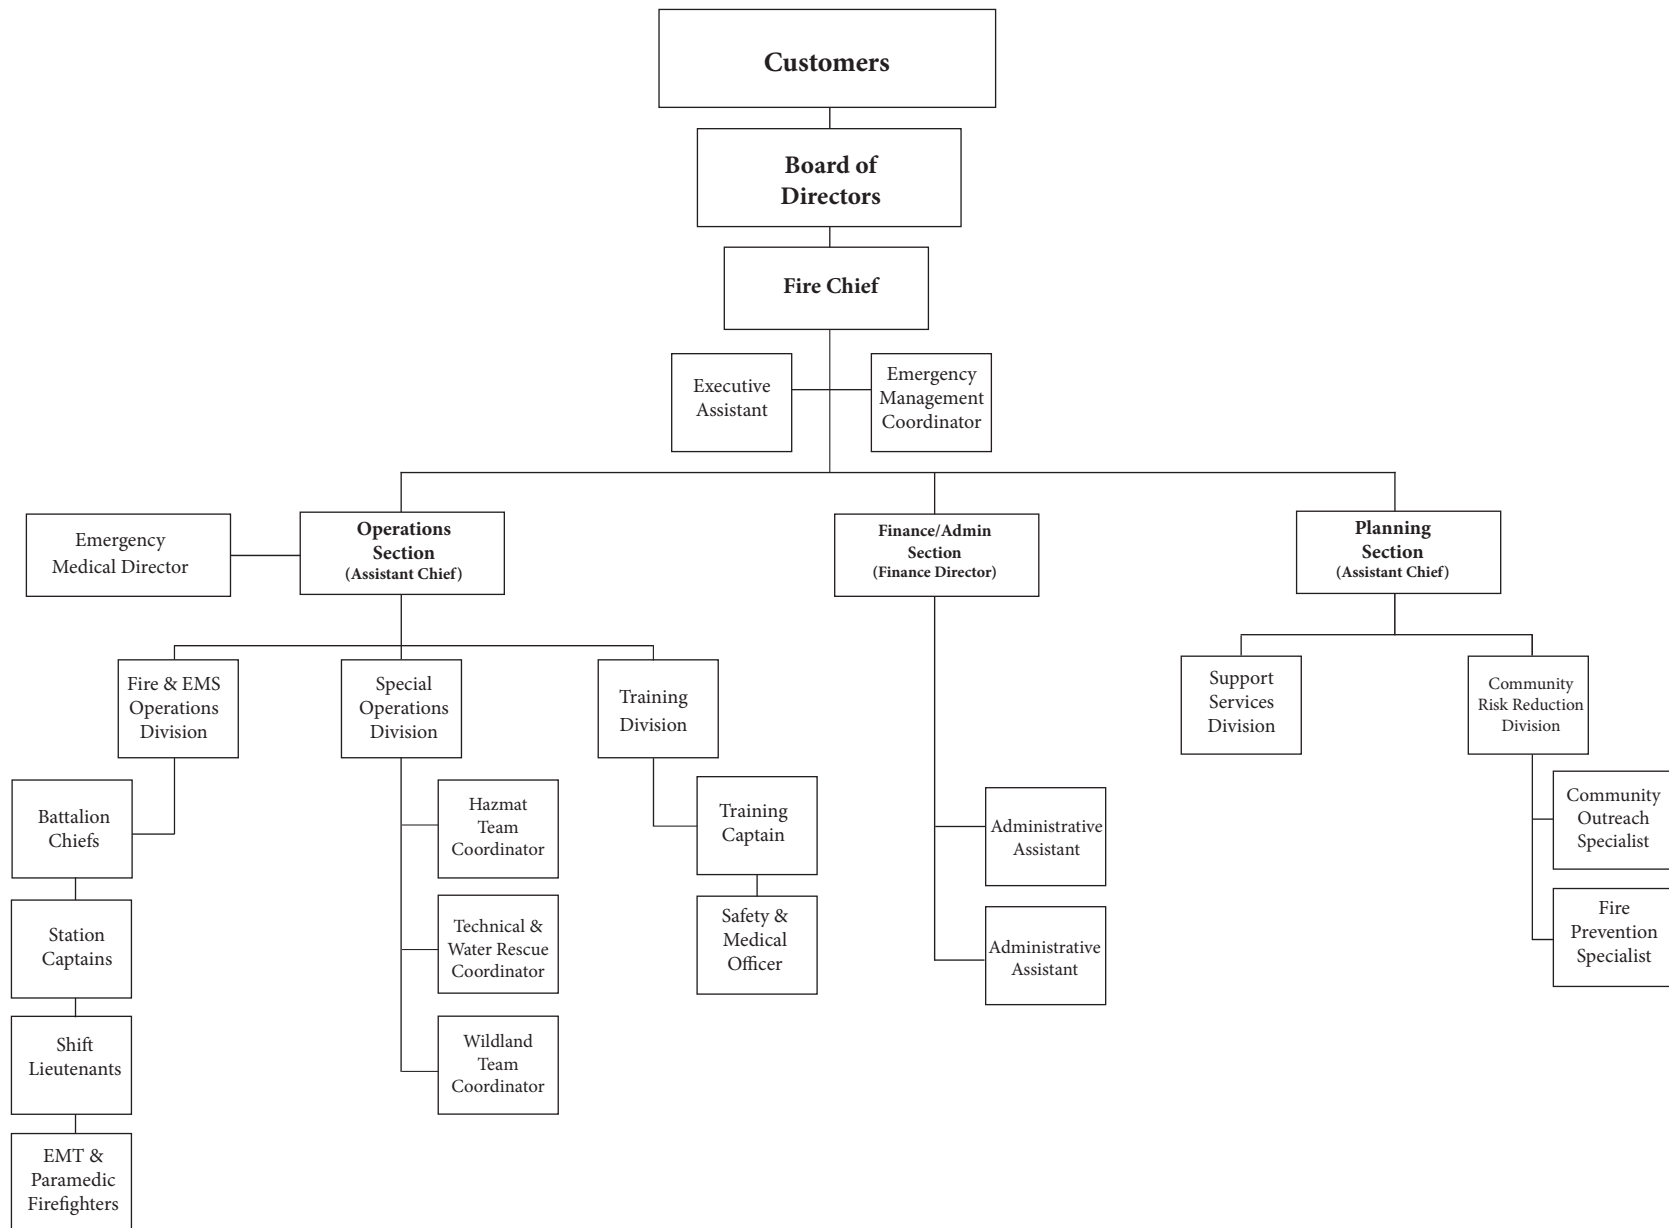 Customers
Board of
Directors
Fire Chief
Executive
Assistant
Emergency
Management
Coordinator
Emergency
Medical Director
Operations
Section
(Assistant Chief)
Finance/Admin
Section
(Finance Director)
Planning
Section
(Assistant Chief)
Fire & EMS
Operations
Division
Special
Operations
Division
Training
Division
Support
Services
Division
Community
Risk Reduction
Division
Battalion
Chiefs
Hazmat
Team
Coordinator
Training
Captain
Administrative
Assistant
Community
Outreach
Specialist
Station
Captains
Technical &
Water Rescue
Coordinator
Safety &
Medical
Officer
Administrative
Assistant
Fire
Prevention
Specialist
Shift
Lieutenants
Wildland
Team
Coordinator
EMT &
Paramedic
Firefighters